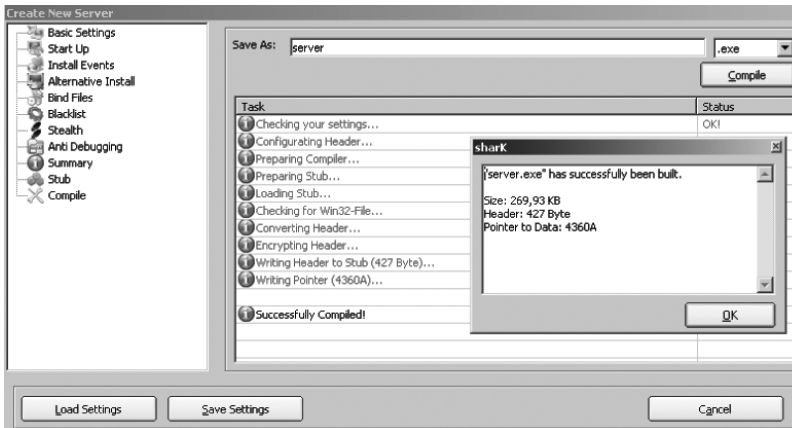 Create New Server
Basic Settings
Start Up
Install Events
Alternative Install
Bind Files
Blacklist
Stealth
Anti Debugging
Summary
Stub
Compile
Save As: server .exe
Compile
Task Status
Checking your settings... OK!
Configurating Header...
Preparing Compiler...
Preparing Stub...
Loading Stub...
Checking for Win32-File...
Converting Header...
Encrypting Header...
Writing Header to Stub (427 Byte)...
Writing Pointer (4360A)...
Successfully Compiled!
sharK
'server.exe" has successfully been built.
Size: 269,93 KB
Header: 427 Byte
Pointer to Data: 4360A
OK
Load Settings Save Settings Cancel